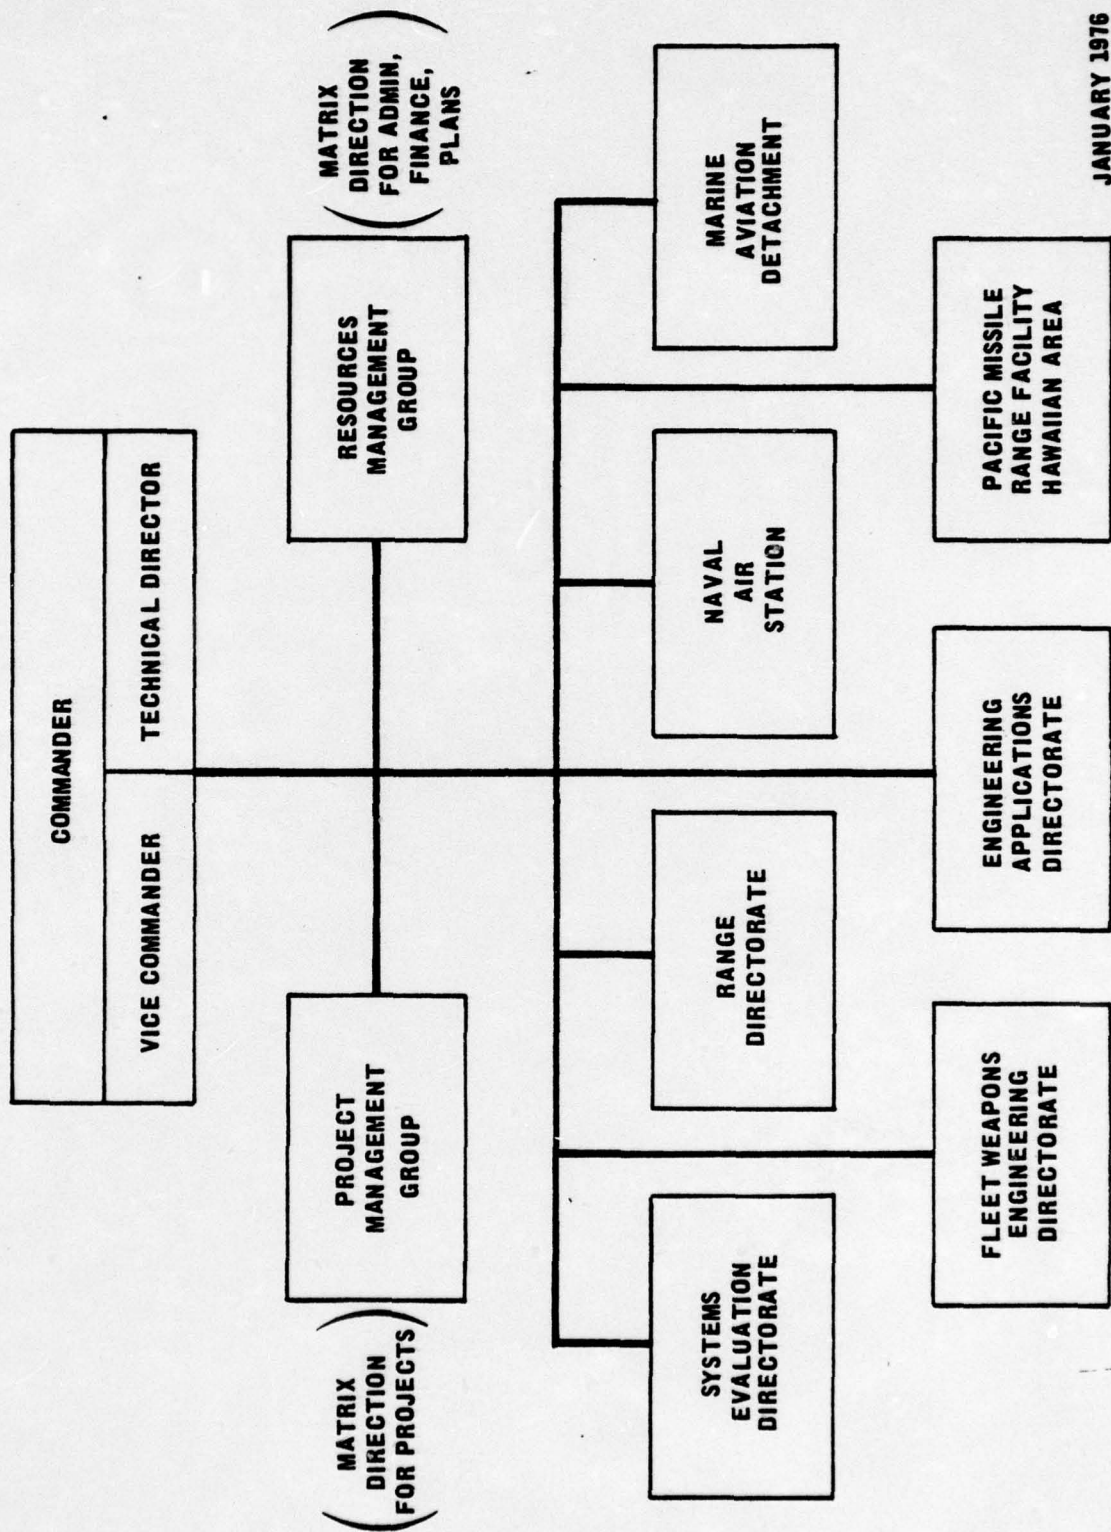 COMMANDER
VICE COMMANDER
TECHNICAL DIRECTOR
(MATRIX
DIRECTION
FOR PROJECTS)
PROJECT
MANAGEMENT
GROUP
RESOURCES
MANAGEMENT
GROUP
(MATRIX
DIRECTION
FOR ADMIN,
FINANCE,
PLANS)
SYSTEMS
EVALUATION
DIRECTORATE
RANGE
DIRECTORATE
NAVAL
AIR
STATION
MARINE
AVIATION
DETACHMENT
FLEET WEAPONS
ENGINEERING
DIRECTORATE
ENGINEERING
APPLICATIONS
DIRECTORATE
PACIFIC MISSILE
RANGE FACILITY
HAWAIIAN AREA
JANUARY 1976